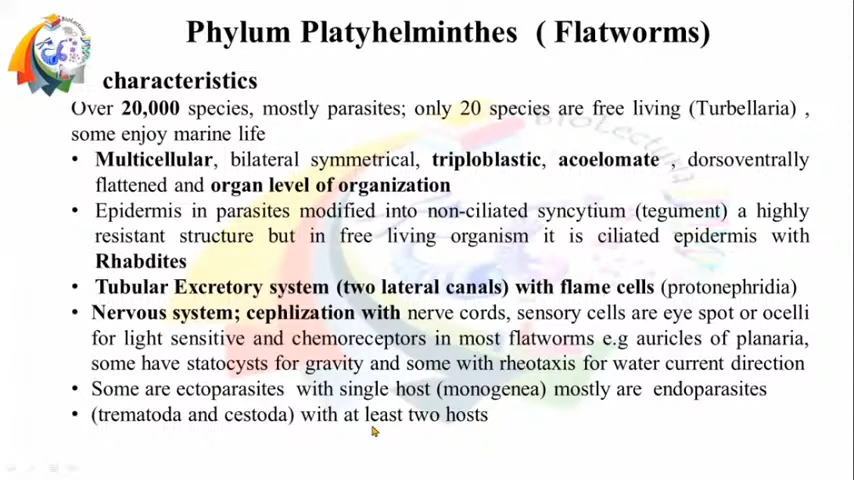 Phylum Platyhelminthes ( Flatworms)
BioLectura
characteristics
Over 20,000 species, mostly parasites; only 20 species are free living (Turbellaria) ,
some enjoy marine life
• Multicellular, bilateral symmetrical, triploblastic, acoelomate , dorsoventrally
flattened and organ level of organization
• Epidermis in parasites modified into non-ciliated syncytium (tegument) a highly
resistant structure but in free living organism it is ciliated epidermis with
Rhabdites
• Tubular Excretory system (two lateral canals) with flame cells (protonephridia)
• Nervous system; cephlization with nerve cords, sensory cells are eye spot or ocelli
for light sensitive and chemoreceptors in most flatworms e.g auricles of planaria,
some have statocysts for gravity and some with rheotaxis for water current direction
• Some are ectoparasites with single host (monogenea) mostly are endoparasites
• (trematoda and cestoda) with at least two hosts